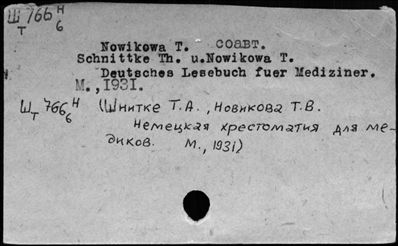 Ш 766 Н
Т 6
Nowikowa T. соавт.
Schnittke Th. u.Nowikowa T.
Deutsches Lesebuch fuer Mediziner.
М.,1931.
Шт 766 Н 6 (Шнитке Т.А., Новикова Т.В.
Немецкая хрестоматия для ме-
диков. М., 1931)